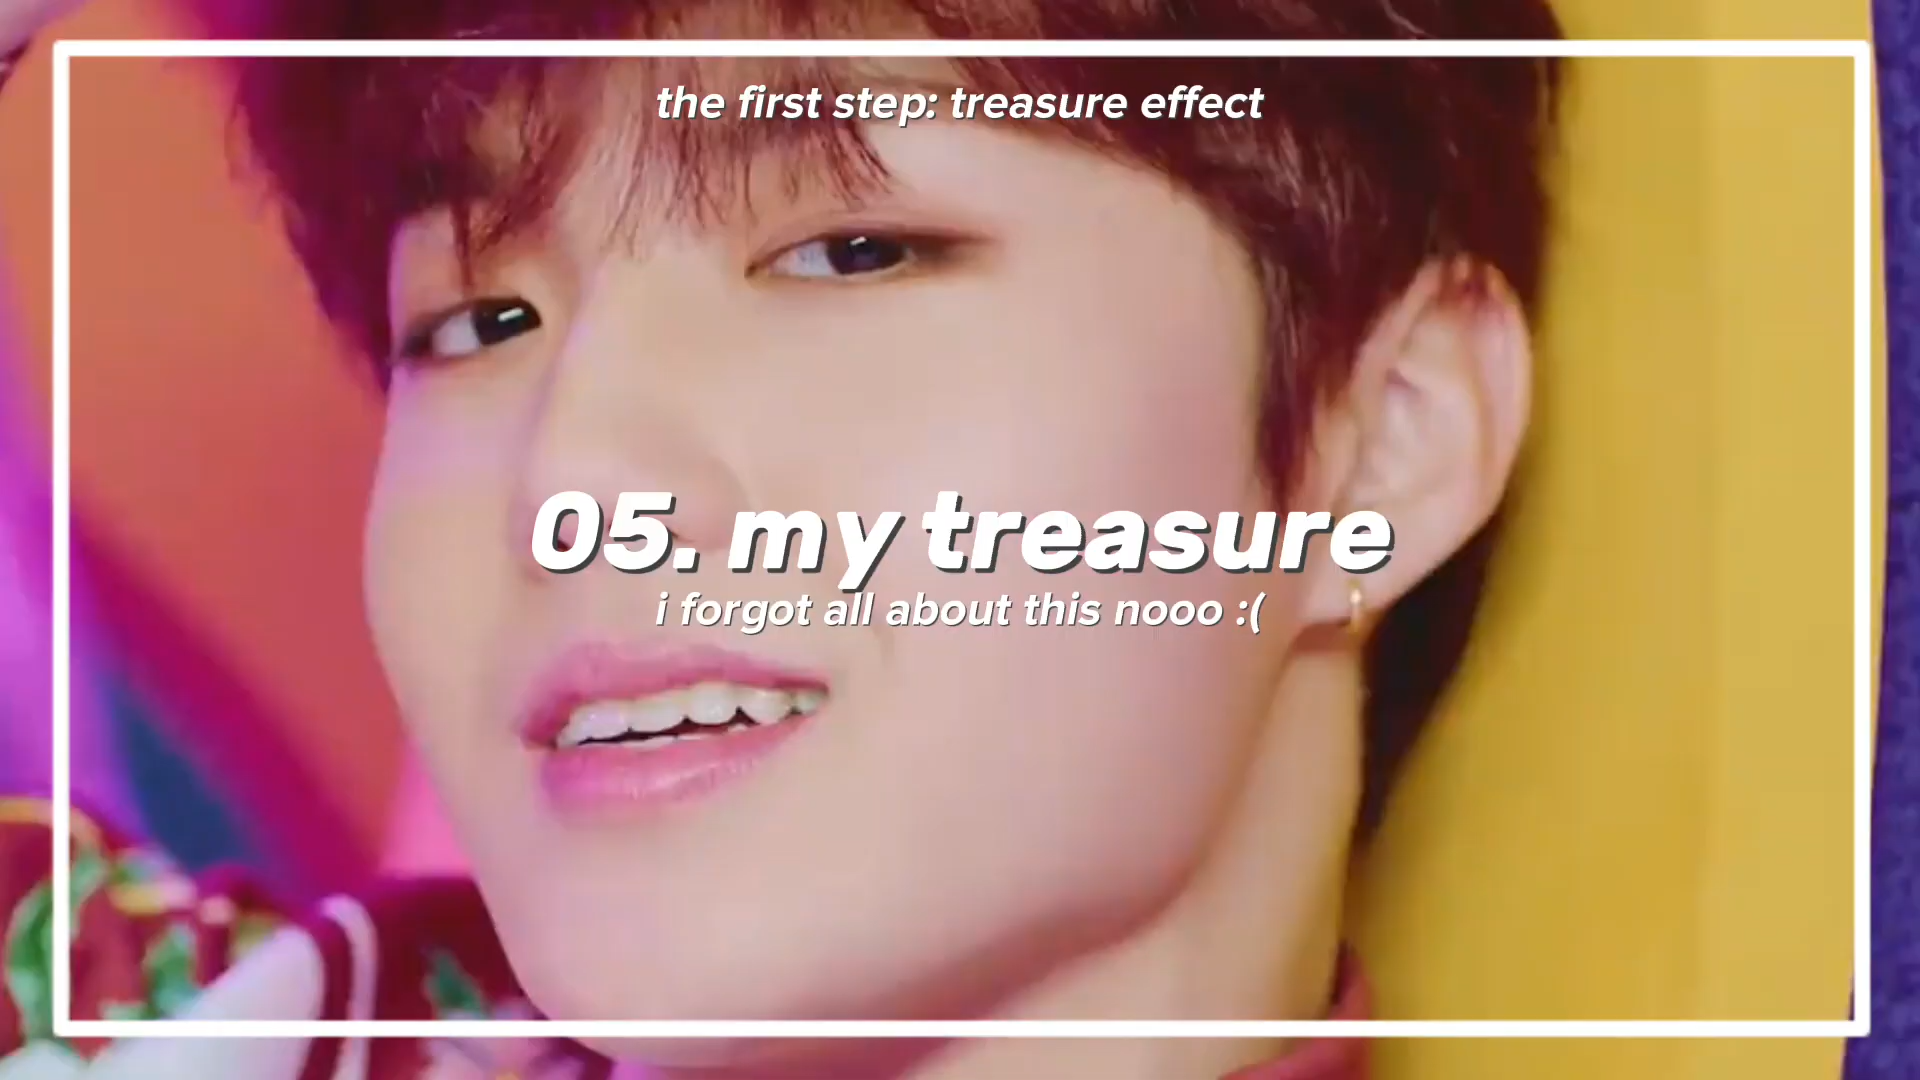 the first step: treasure effect
05. my treasure
i forgot all about this nooo :(